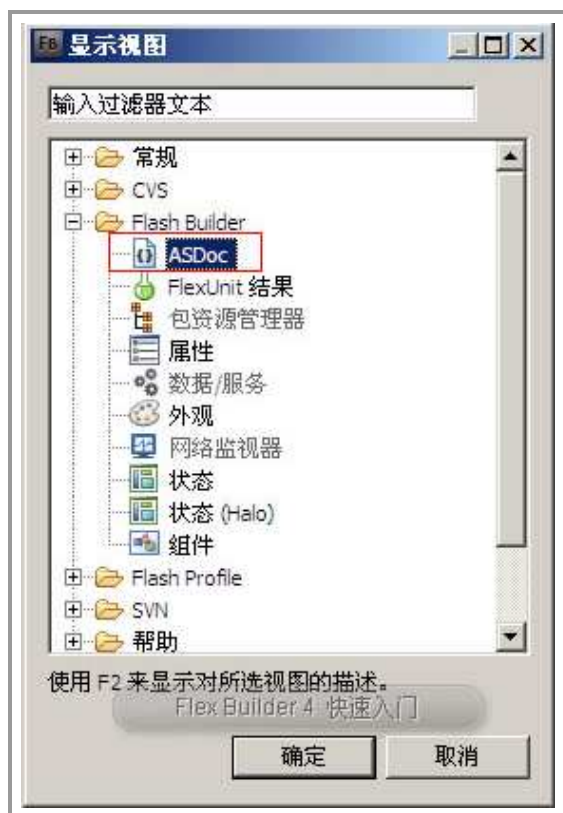 FB 显示视图
输入过滤器文本
常规
CVS
Flash Builder
ASDoc
FlexUnit 结果
包资源管理器
属性
数据/服务
外观
网络监视器
状态
状态 (Halo)
组件
Flash Profile
SVN
帮助
使用 F2 来显示对所选视图的描述。
Flex Builder 4 快速入门
确定 取消